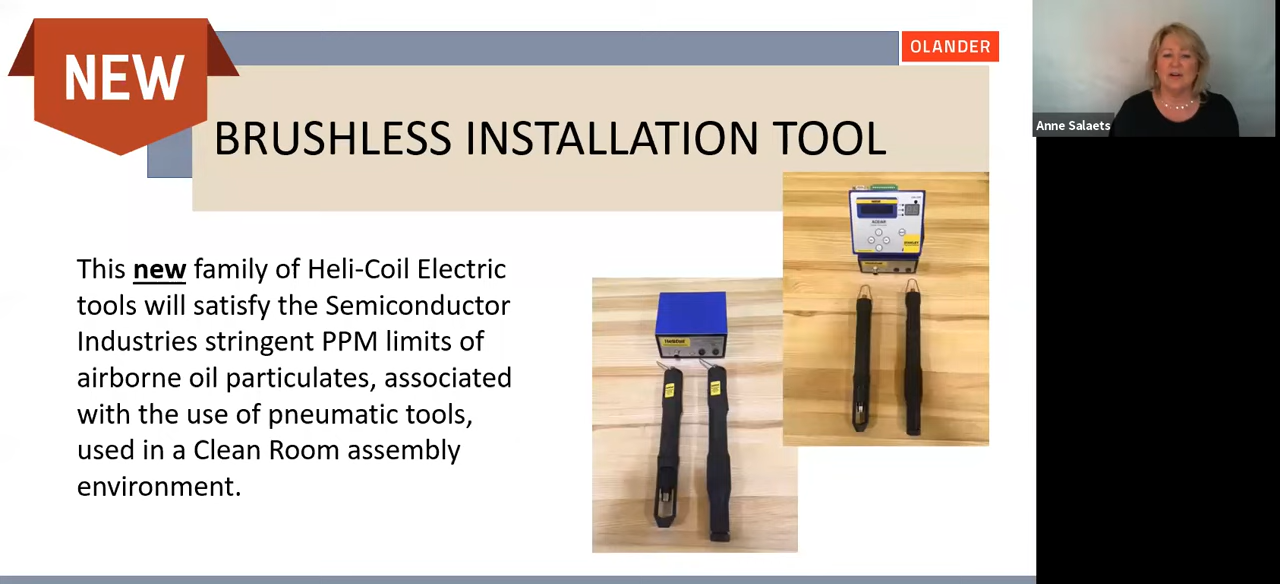 NEW
OLANDER
BRUSHLESS INSTALLATION TOOL
Anne Salaets
This new family of Heli-Coil Electric
tools will satisfy the Semiconductor
Industries stringent PPM limits of
airborne oil particulates, associated
with the use of pneumatic tools,
used in a Clean Room assembly
environment.